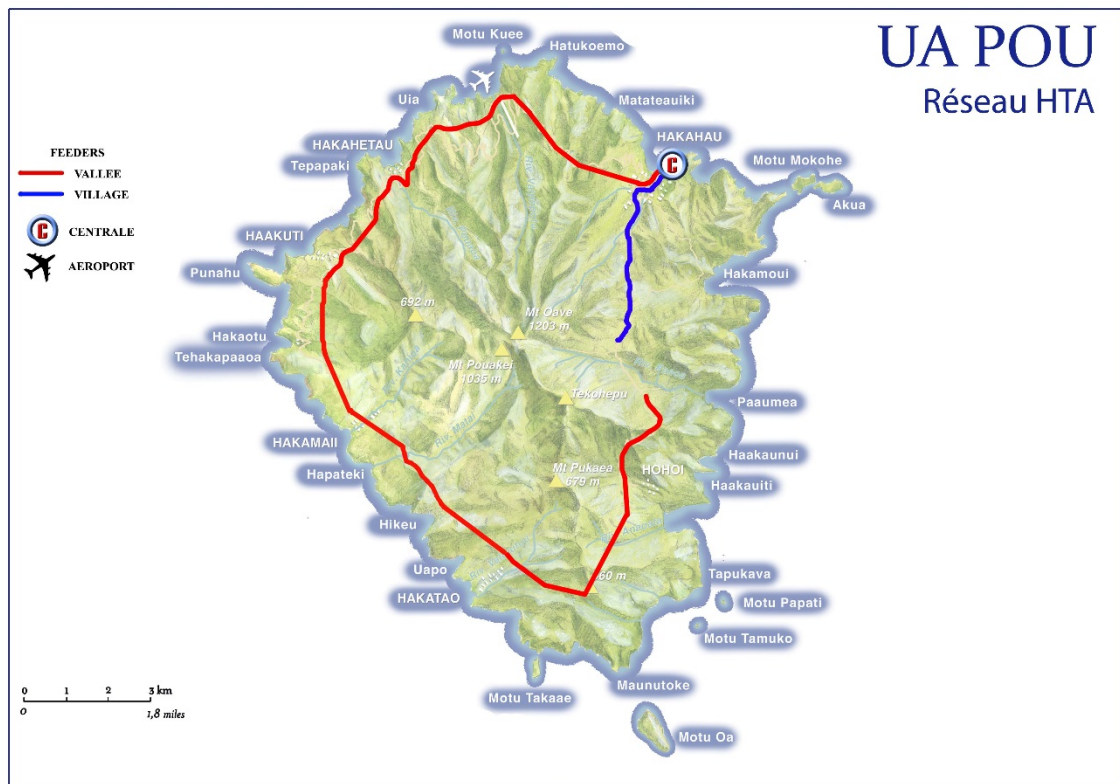 UA POU
Réseau HTA
FEEDERS
VALLEE
VILLAGE
C
CENTRALE
AEROPORT
Motu Kuee
Hatukoemo
Uia
Matateauiki
HAKAHETAU
HAKAHAU
C
Tepapaki
Motu Mokohe
Akua
HAAKUTI
Punahu
Hakamoui
692 m
Mt Oave
1203 m
Hakaotu
Tehakapaaoa
Mt Pouakei
1035 m
Tekohepu
Paaumea
HAKAMAII
Hapateki
Haakaunui
Mt Pukaea
679 m
HOHOI
Haakauiti
Hikeu
Uapo
60 m
Tapukava
HAKATAO
Motu Papati
Motu Tamuko
Maunutoke
Motu Takaae
Motu Oa
0 1 2 3 km
0 1,8 miles